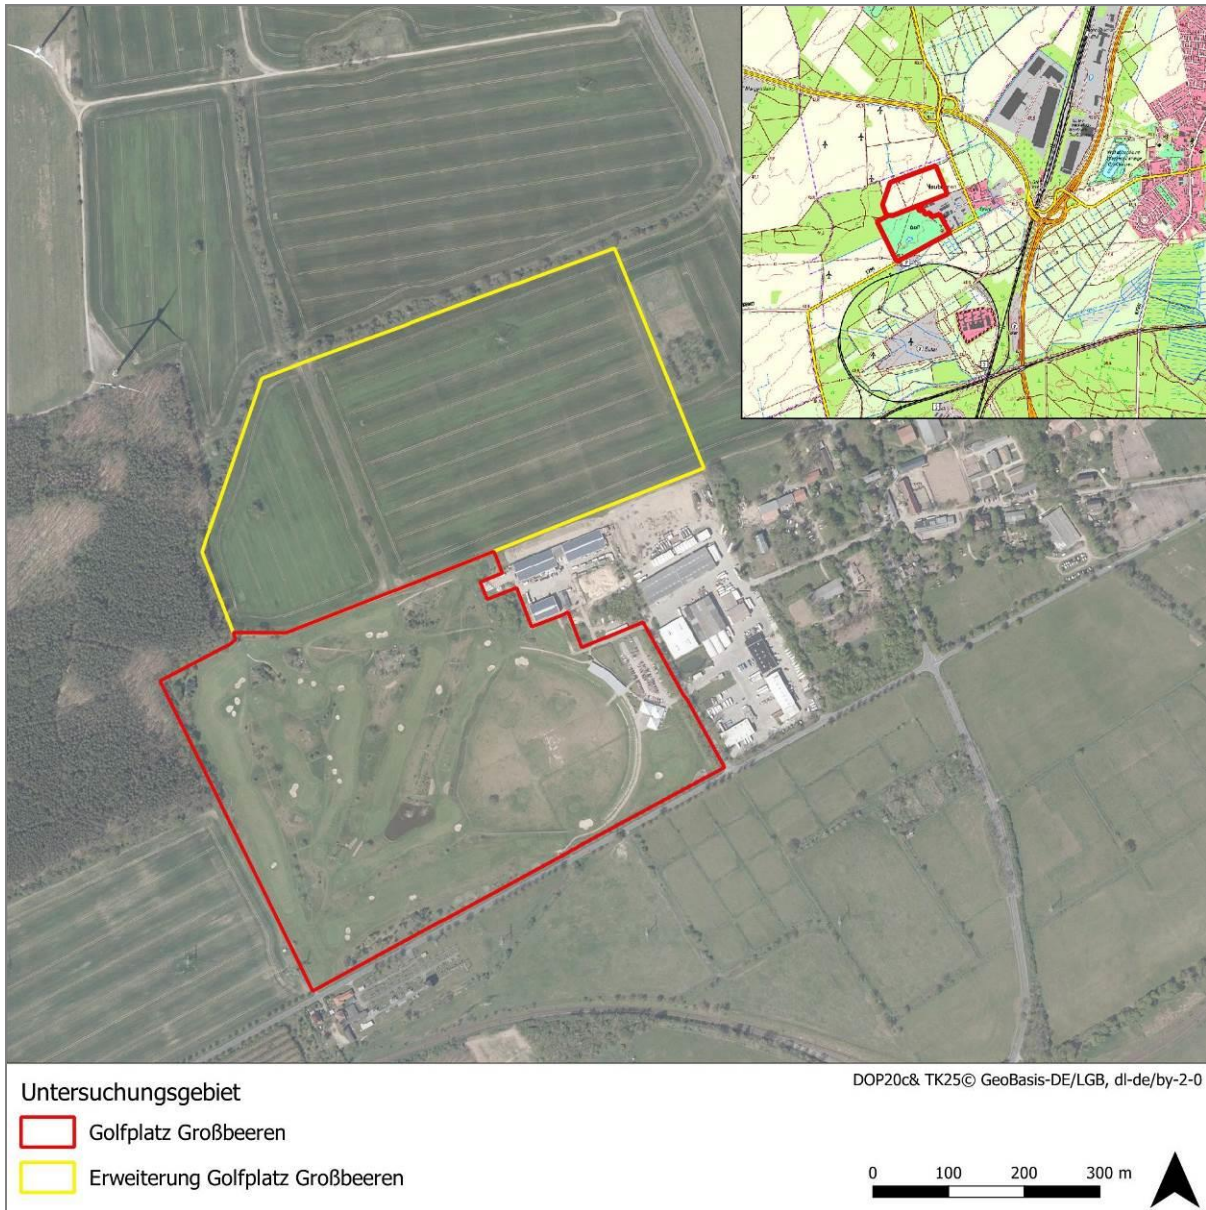 Golf
DOP20c& TK25© GeoBasis-DE/LGB, dl-de/by-2-0
Untersuchungsgebiet
Golfplatz Großbeeren
Erweiterung Golfplatz Großbeeren
0 100 200 300 m